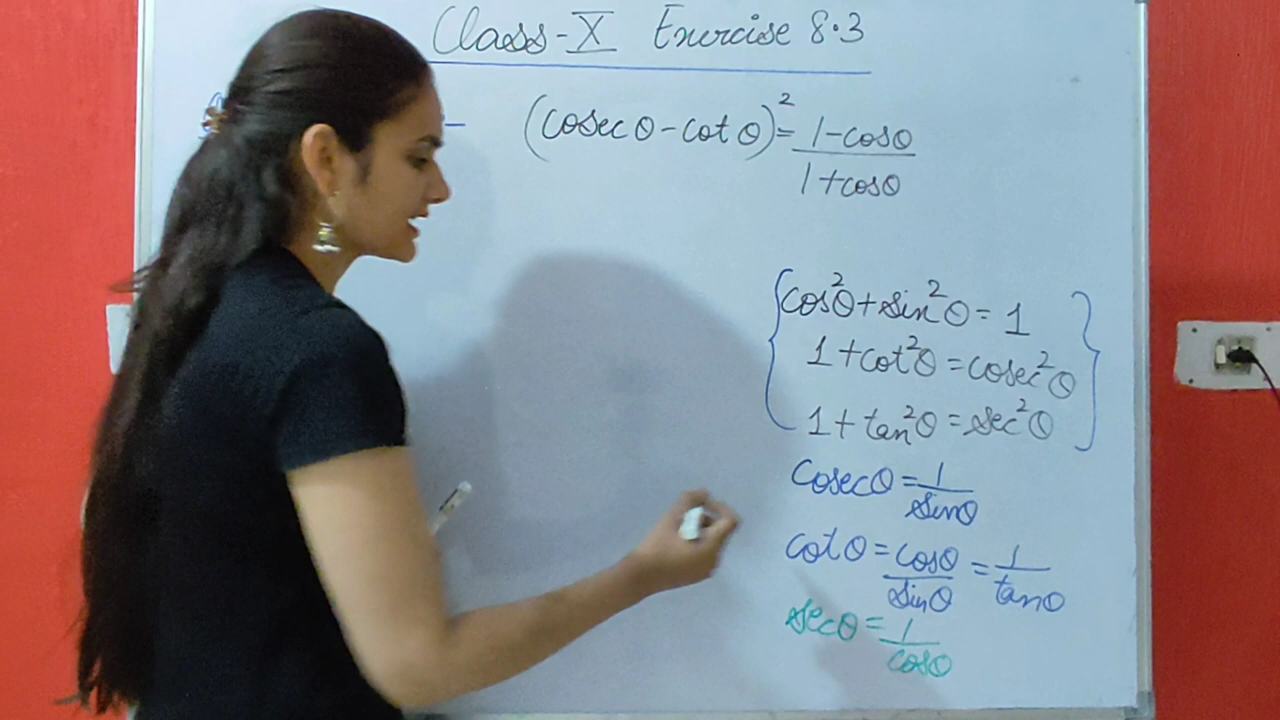 Class-X Exercise 8.3
(cosecθ-cotθ)²=1-cosθ
1+cosθ
cos²θ+sin²θ=1
1+cot²θ=cosec²θ
1+tan²θ=sec²θ
Cosecθ=1
sinθ
cotθ=cosθ=1
sinθ tanθ
secθ=1
cosθ